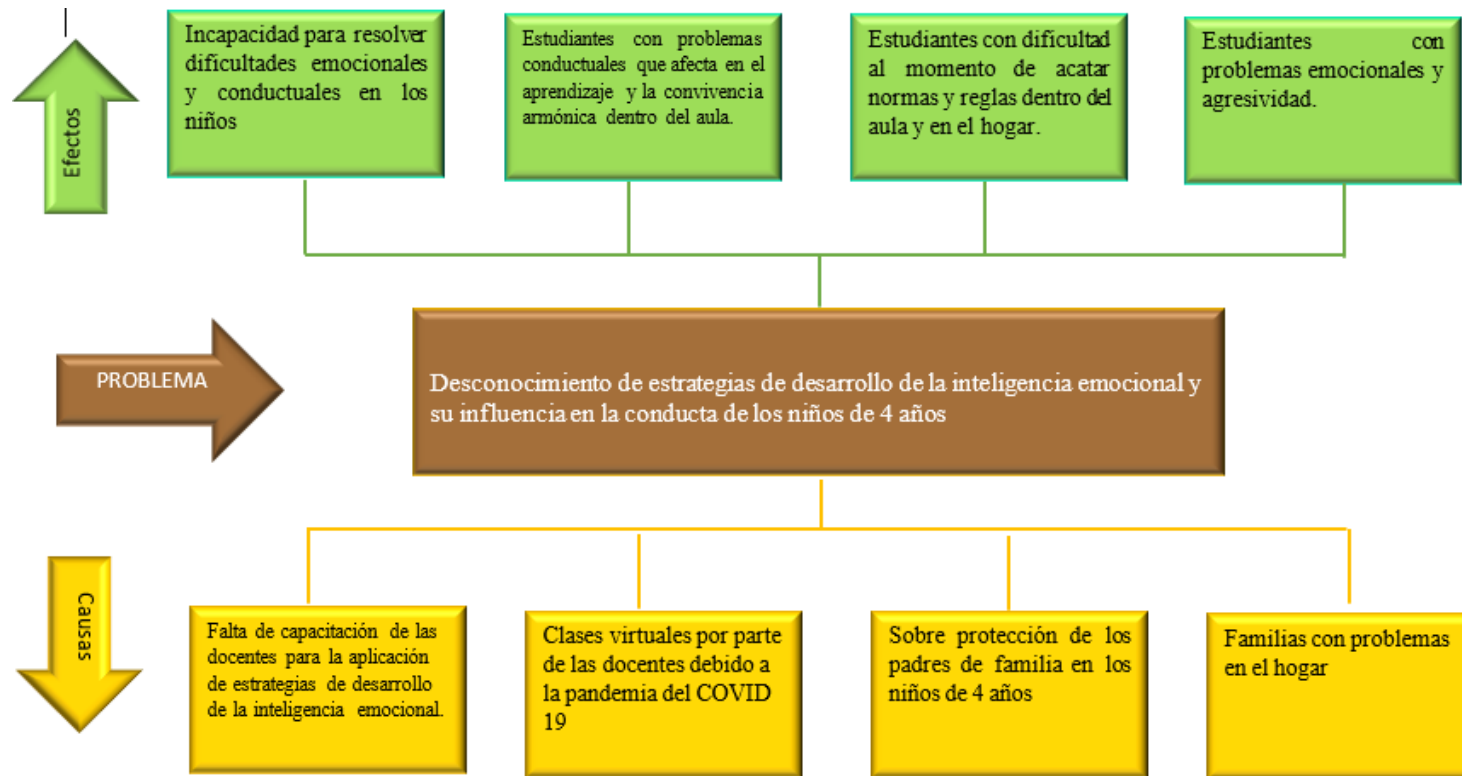 Incapacidad para resolver
dificultades emocionales
y conductuales en los
niños
Estudiantes con problemas
conductuales que afecta en el
aprendizaje y la convivencia
armónica dentro del aula.
Estudiantes con dificultad
al momento de acatar
normas y reglas dentro del
aula y en el hogar.
Estudiantes con
problemas emocionales y
agresividad.
Efectos
PROBLEMA
Desconocimiento de estrategias de desarrollo de la inteligencia emocional y
su influencia en la conducta de los niños de 4 años
Causas
Falta de capacitación de las
docentes para la aplicación
de estrategias de desarrollo
de la inteligencia emocional.
Clases virtuales por parte
de las docentes debido a
la pandemia del COVID
19
Sobre protección de los
padres de familia en los
niños de 4 años
Familias con problemas
en el hogar